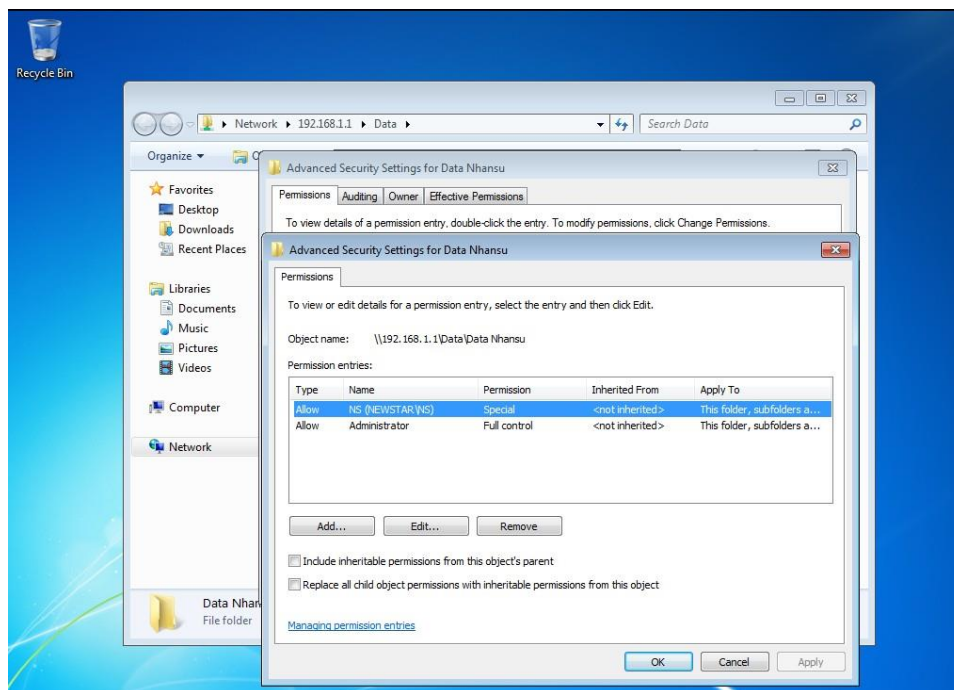 Recycle Bin
Network ▸ 192.168.1.1 ▸ Data ▸
Search Data
Organize
Favorites
Desktop
Downloads
Recent Places
Libraries
Documents
Music
Pictures
Videos
Computer
Network
Data Nhan
File folder
Advanced Security Settings for Data Nhansu
Permissions Auditing Owner Effective Permissions
To view details of a permission entry, double-click the entry. To modify permissions, click Change Permissions.
Advanced Security Settings for Data Nhansu
Permissions
To view or edit details for a permission entry, select the entry and then click Edit.
Object name: \\192.168.1.1\Data\Data Nhansu
Permission entries:
Type Name Permission Inherited From Apply To
Allow NS (NEWSTAR\NS) Special <not inherited> This folder, subfolders a...
Allow Administrator Full control <not inherited> This folder, subfolders a...
Add... Edit... Remove
Include inheritable permissions from this object's parent
Replace all child object permissions with inheritable permissions from this object
Managing permission entries
OK Cancel Apply